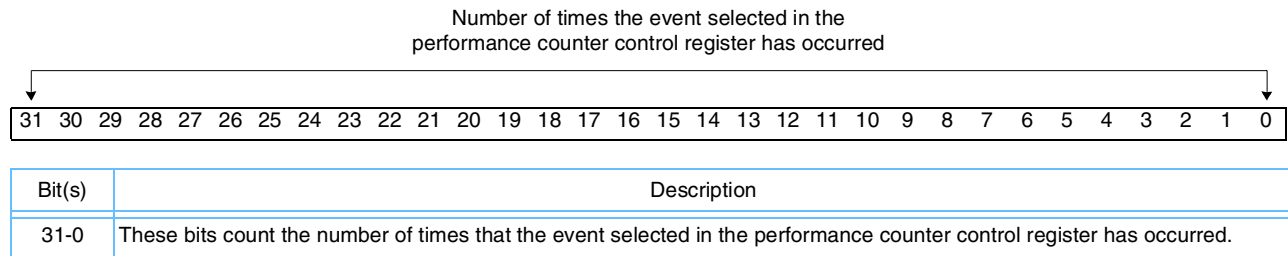 Number of times the event selected in the
performance counter control register has occurred
31 30 29 28 27 26 25 24 23 22 21 20 19 18 17 16 15 14 13 12 11 10 9 8 7 6 5 4 3 2 1 0
Bit(s) Description
31-0 These bits count the number of times that the event selected in the performance counter control register has occurred.